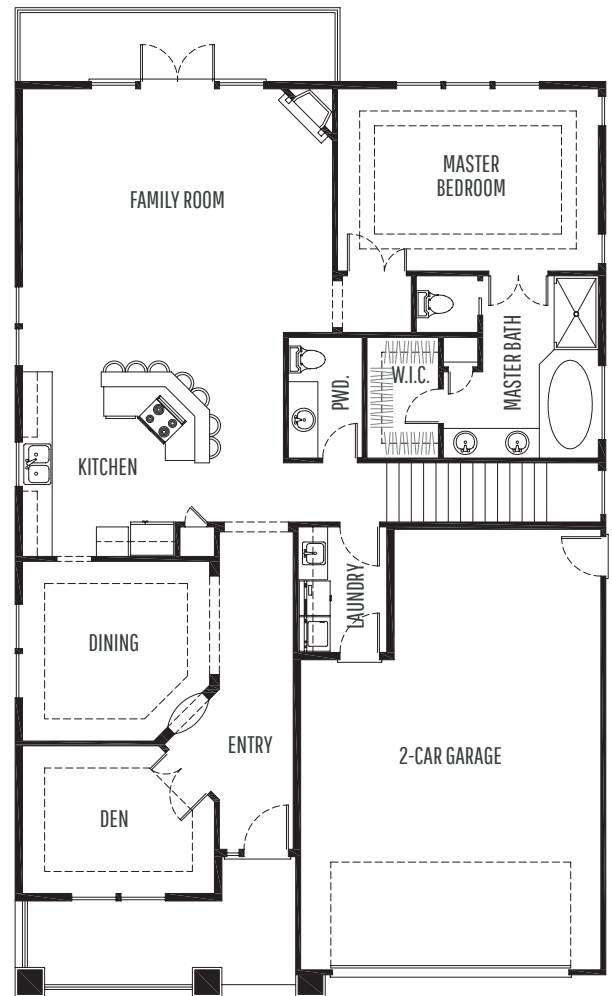 FAMILY ROOM
MASTER
BEDROOM
MASTER BATH
W.I.C.
PWD.
KITCHEN
LAUNDRY
DINING
ENTRY
2-CAR GARAGE
DEN